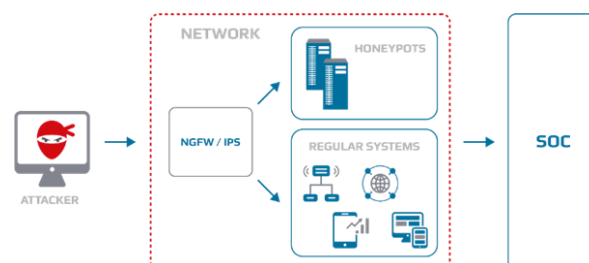 NETWORK
HONEYPOTS
NGFW / IPS
REGULAR SYSTEMS
SOC
ATTACKER